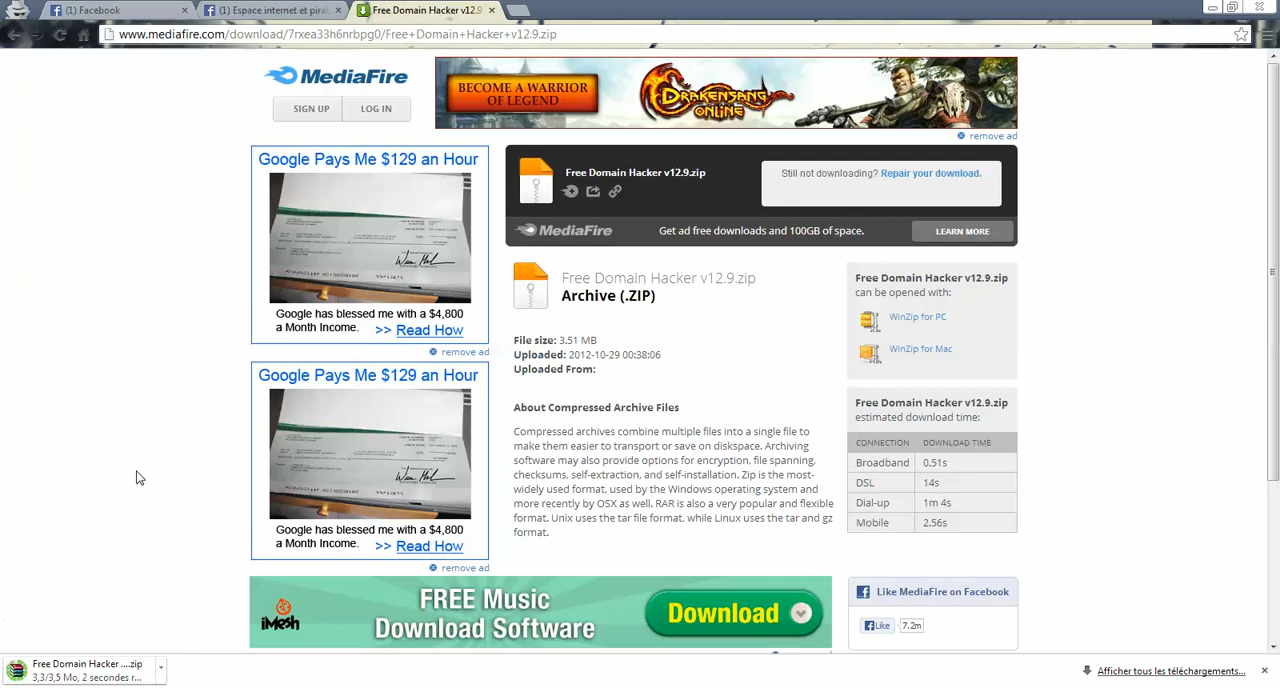 (1) Facebook
(1) Espace internet et pirat
Free Domain Hacker v12.9
www.mediafire.com/download/7rxea33h6nrbpg0/Free+Domain+Hacker+v12.9.zip
MediaFire
SIGN UP
LOG IN
BECOME A WARRIOR
OF LEGEND
DRAKENSANG
ONLINE
remove ad
Google Pays Me $129 an Hour
Google has blessed me with a $4,800
a Month Income. >> Read How
remove ad
Google Pays Me $129 an Hour
Google has blessed me with a $4,800
a Month Income. >> Read How
remove ad
Free Domain Hacker v12.9.zip
Still not downloading? Repair your download.
MediaFire
Get ad free downloads and 100GB of space.
LEARN MORE
Free Domain Hacker v12.9.zip
Archive (.ZIP)
File size: 3.51 MB
Uploaded: 2012-10-29 00:38:06
Uploaded From:
About Compressed Archive Files
Compressed archives combine multiple files into a single file to
make them easier to transport or save on diskspace. Archiving
software may also provide options for encryption, file spanning,
checksums, self-extraction, and self-installation. Zip is the most-
widely used format, used by the Windows operating system and
more recently by OSX as well. RAR is also a very popular and flexible
format. Unix uses the tar file format, while Linux uses the tar and gz
format.
Free Domain Hacker v12.9.zip
can be opened with:
WinZip for PC
WinZip for Mac
Free Domain Hacker v12.9.zip
estimated download time:
CONNECTION DOWNLOAD TIME
Broadband 0.51s
DSL 14s
Dial-up 1m 4s
Mobile 2.56s
iMesh
FREE Music
Download Software
Download
Like MediaFire on Facebook
Like 7.2m
Free Domain Hacker ....zip
3,3/3,5 Mo, 2 secondes r...
Afficher tous les téléchargements...